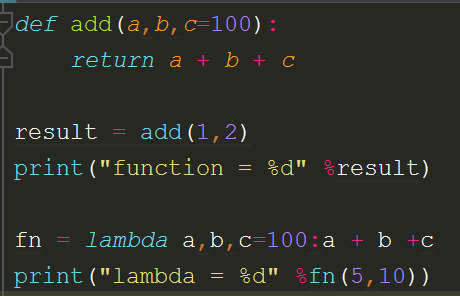 def add(a,b,c=100):
    return a + b + c
result = add(1,2)
print("function = %d" %result)
fn = lambda a,b,c=100:a + b +c
print("lambda = %d" %fn(5,10))